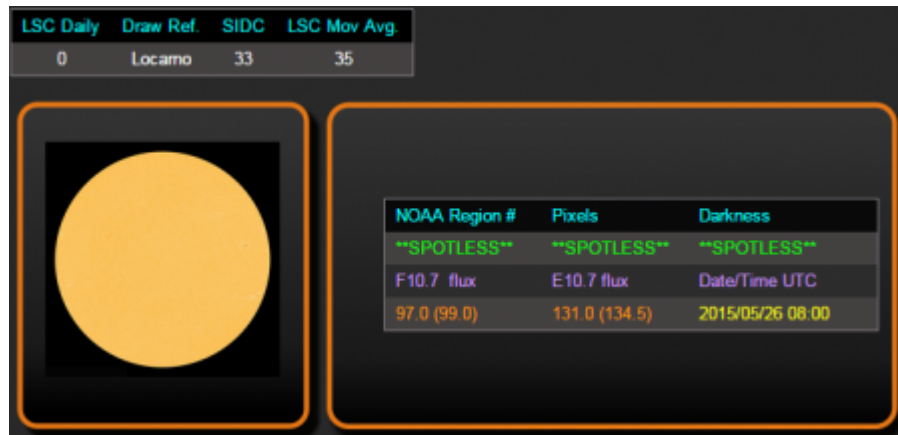 LSC Daily Draw Ref. SIDC LSC Mov Avg.
0 Locarno 33 35
NOAA Region # Pixels Darkness
**SPOTLESS** **SPOTLESS** **SPOTLESS**
F10.7 flux E10.7 flux Date/Time UTC
97.0 (99.0) 131.0 (134.5) 2015/05/26 08:00